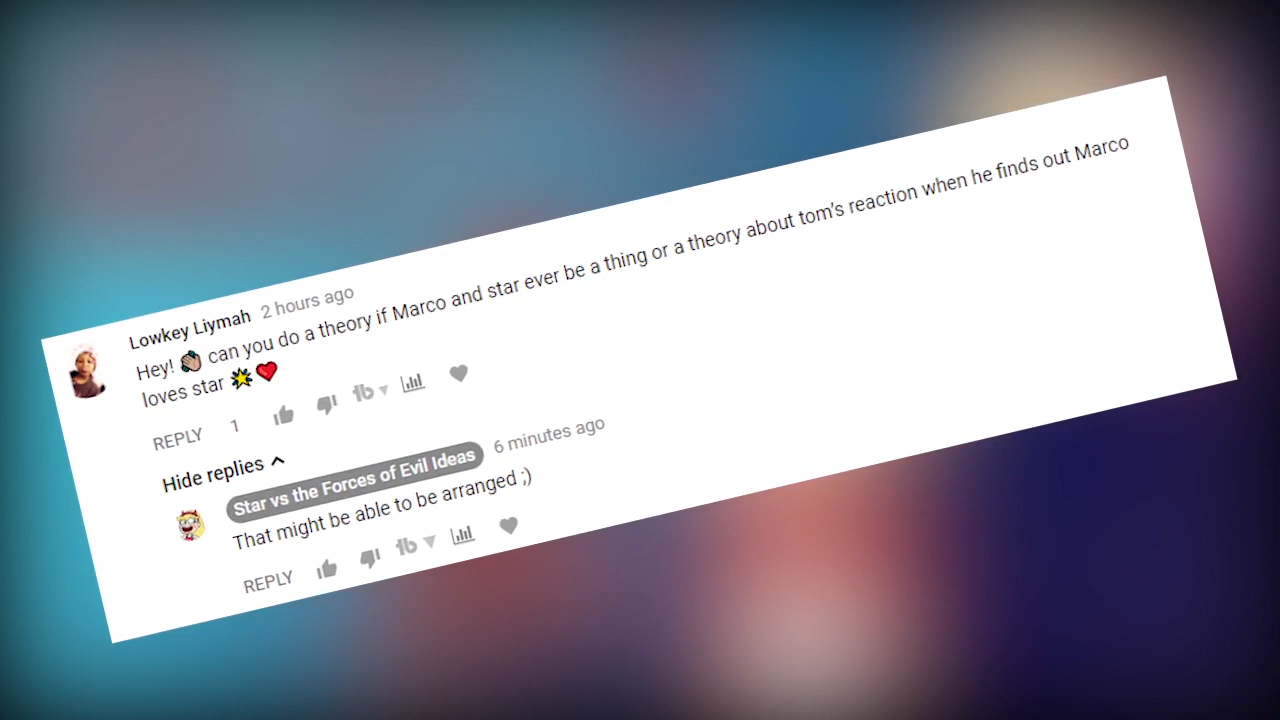 Lowkey Liymah 2 hours ago
Hey! 👋🏽 can you do a theory if Marco and star ever be a thing or a theory about tom's reaction when he finds out Marco
loves star 🌟❤️
REPLY 1
Hide replies
Star vs the Forces of Evil Ideas 6 minutes ago
That might be able to be arranged ;)
REPLY